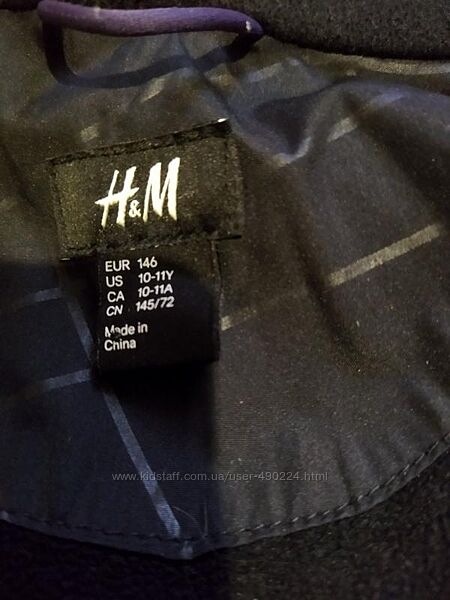 H&M
EUR 146
US 10-11Y
CA 10-11A
CN 145/72
Made in
China
www.kidstaff.com.ua/user-490224.html